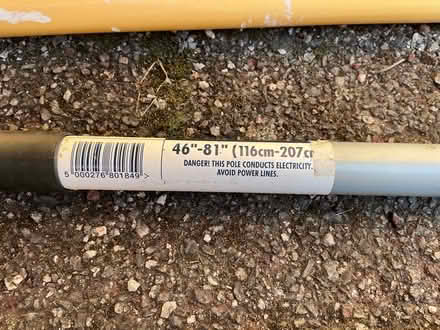 46"-81" (116cm-207cm
DANGER! THIS POLE CONDUCTS ELECTRICITY.
AVOID POWER LINES.
5 000276 801849 >